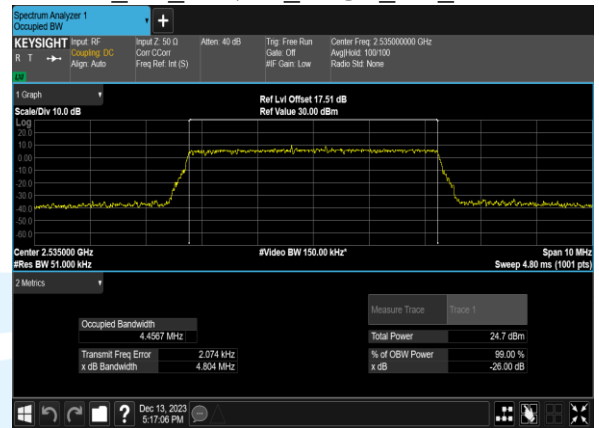 Spectrum Analyzer 1
Occupied BW
KEYSIGHT Input: RF Input Z: 50 Ω Atten: 40 dB Trig: Free Run Center Freq: 2.535000000 GHz
R T Coupling: DC Corr CCorr Gate: Off Avg|Hold: 100/100
Align: Auto Freq Ref: Int (S) #IF Gain: Low Radio Std: None
LV
1 Graph
Ref Lvl Offset 17.51 dB
Scale/Div 10.0 dB Ref Value 30.00 dBm
Log
20.0
10.0
0.00
-10.0
-20.0
-30.0
-40.0
-50.0
-60.0
Center 2.535000 GHz #Video BW 150.00 kHz* Span 10 MHz
#Res BW 51.000 kHz Sweep 4.80 ms (1001 pts)
2 Metrics
Measure Trace Trace 1
Occupied Bandwidth
4.4567 MHz Total Power 24.7 dBm
Transmit Freq Error 2.074 kHz % of OBW Power 99.00 %
x dB Bandwidth 4.804 MHz x dB -26.00 dB
Dec 13, 2023
5:17:06 PM